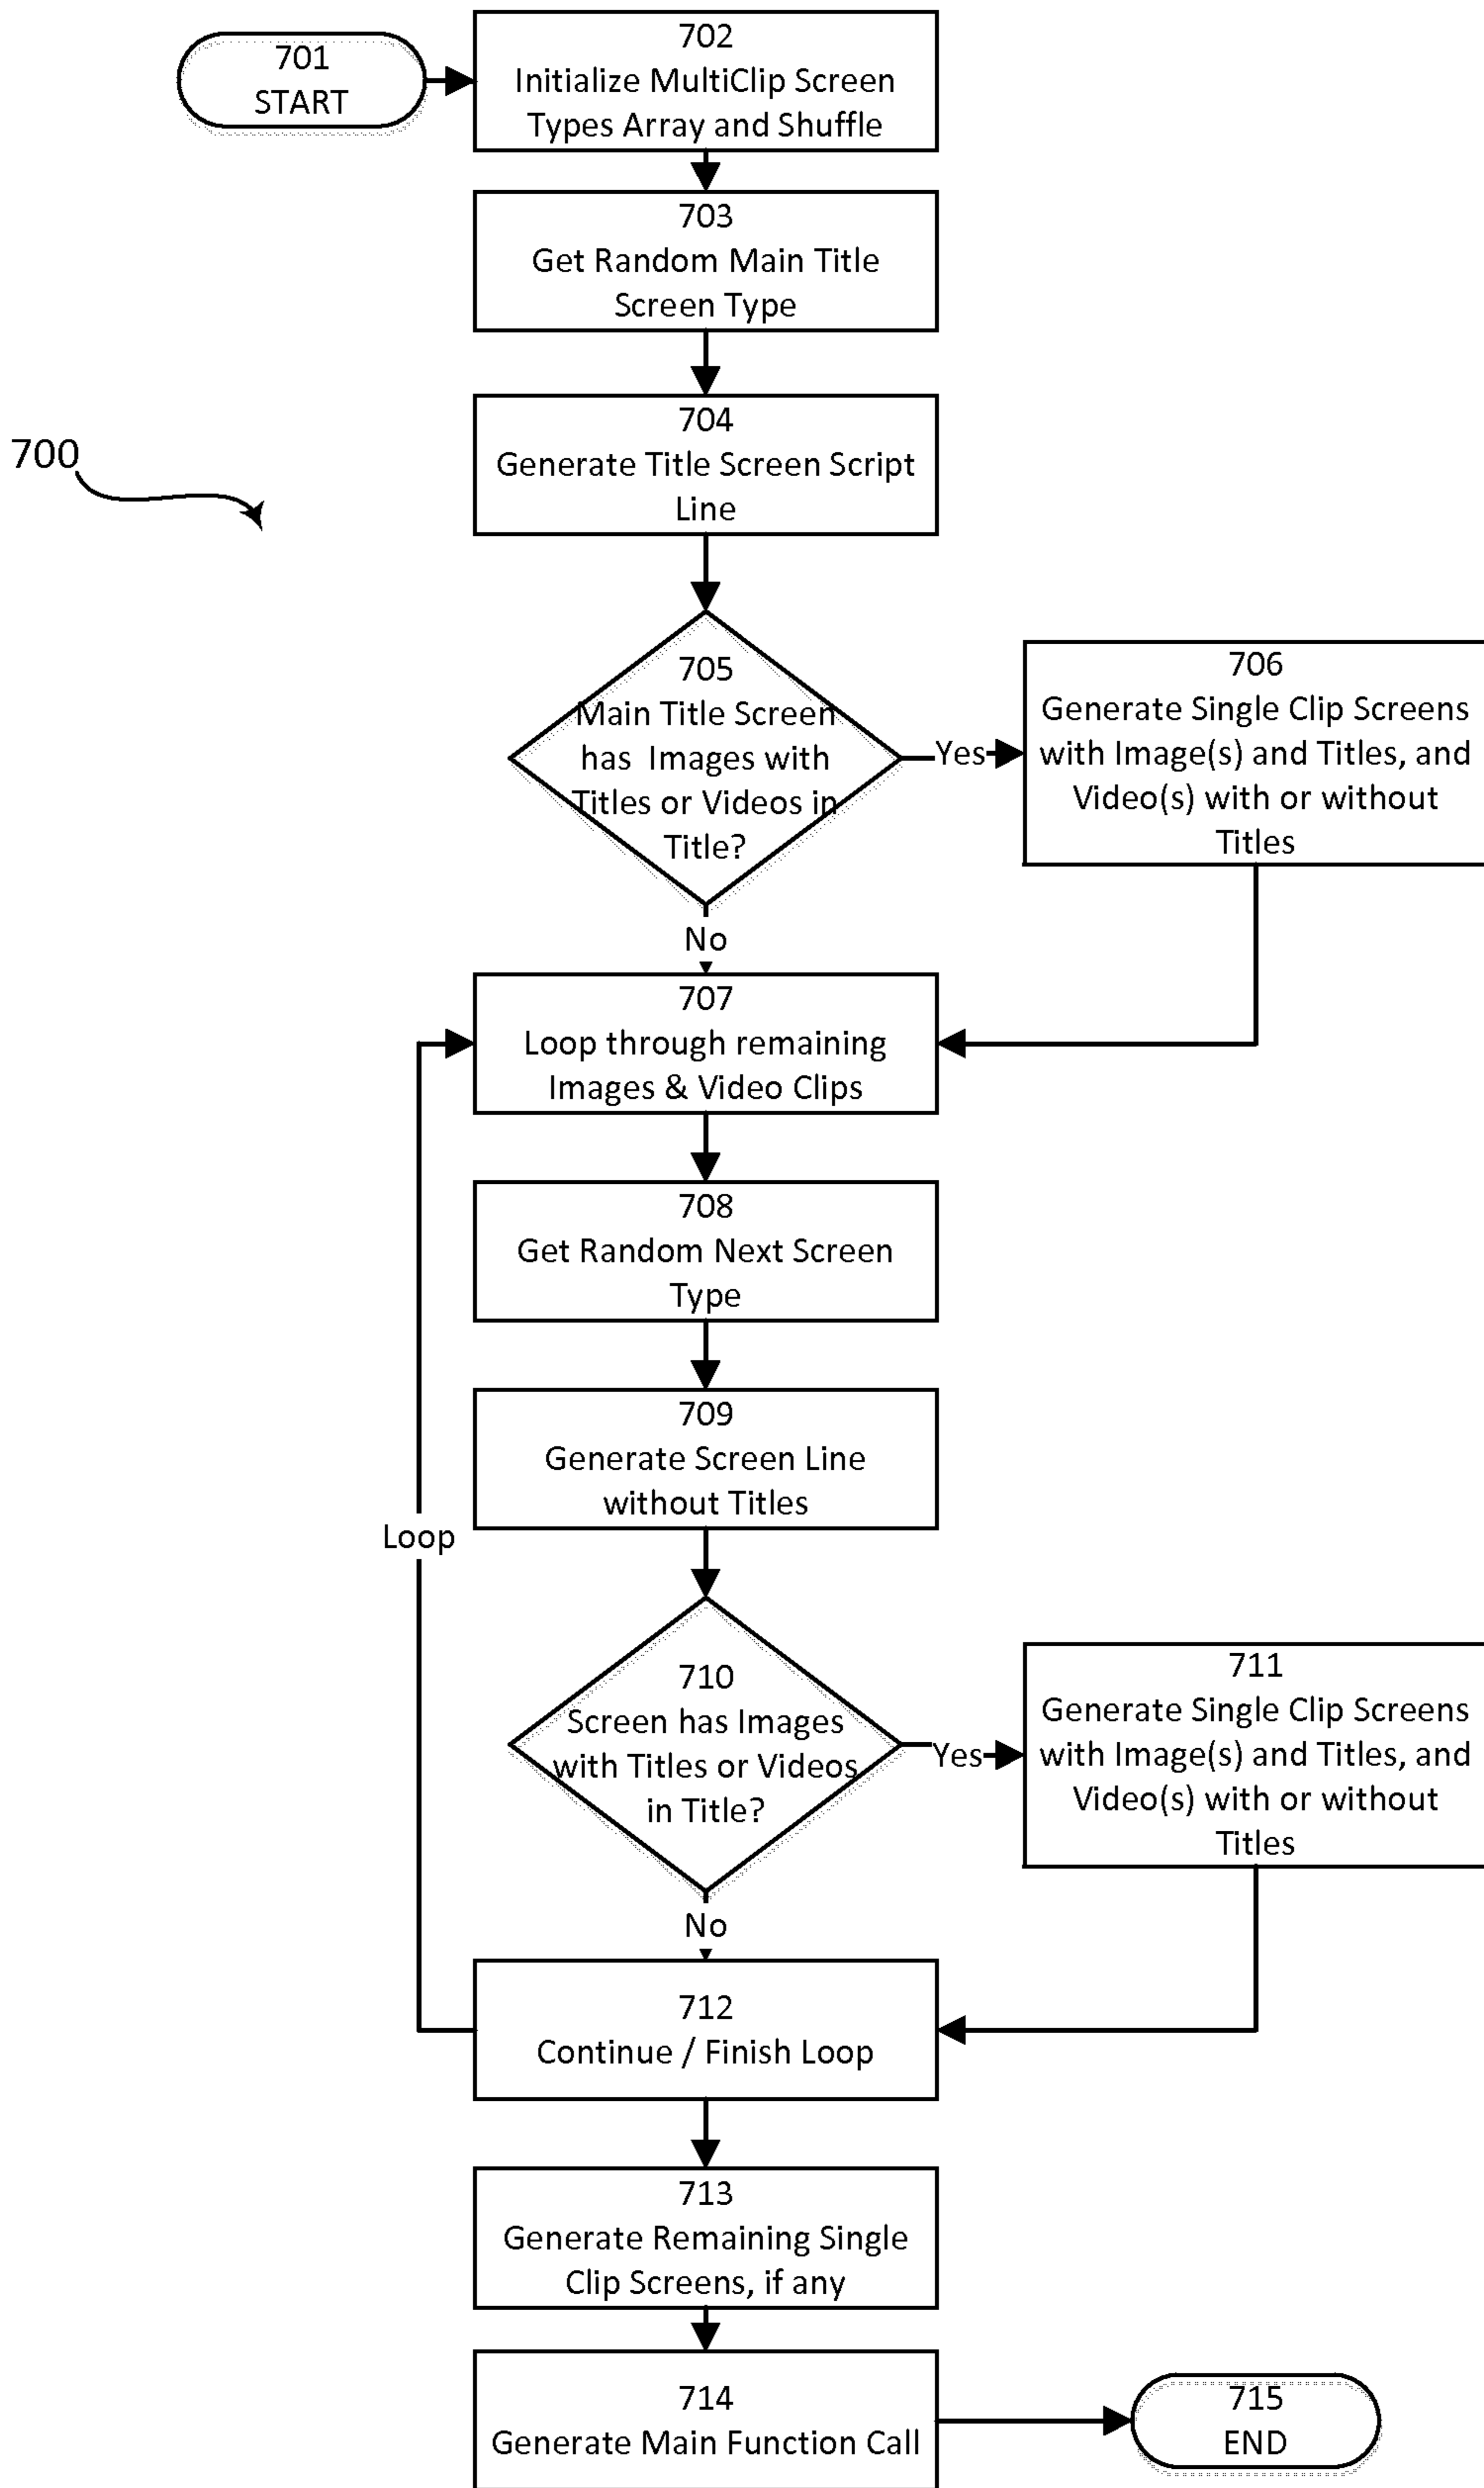 701
START
702
Initialize MultiClip Screen
Types Array and Shuffle
703
Get Random Main Title
Screen Type
704
Generate Title Screen Script
Line
700
705
Main Title Screen
has  Images with
Titles or Videos in
Title?
Yes
706
Generate Single Clip Screens
with Image(s) and Titles, and
Video(s) with or without
Titles
No
707
Loop through remaining
Images & Video Clips
708
Get Random Next Screen
Type
709
Generate Screen Line
without Titles
Loop
710
Screen has Images
with Titles or Videos
in Title?
Yes
711
Generate Single Clip Screens
with Image(s) and Titles, and
Video(s) with or without
Titles
No
712
Continue / Finish Loop
713
Generate Remaining Single
Clip Screens, if any
714
Generate Main Function Call
715
END